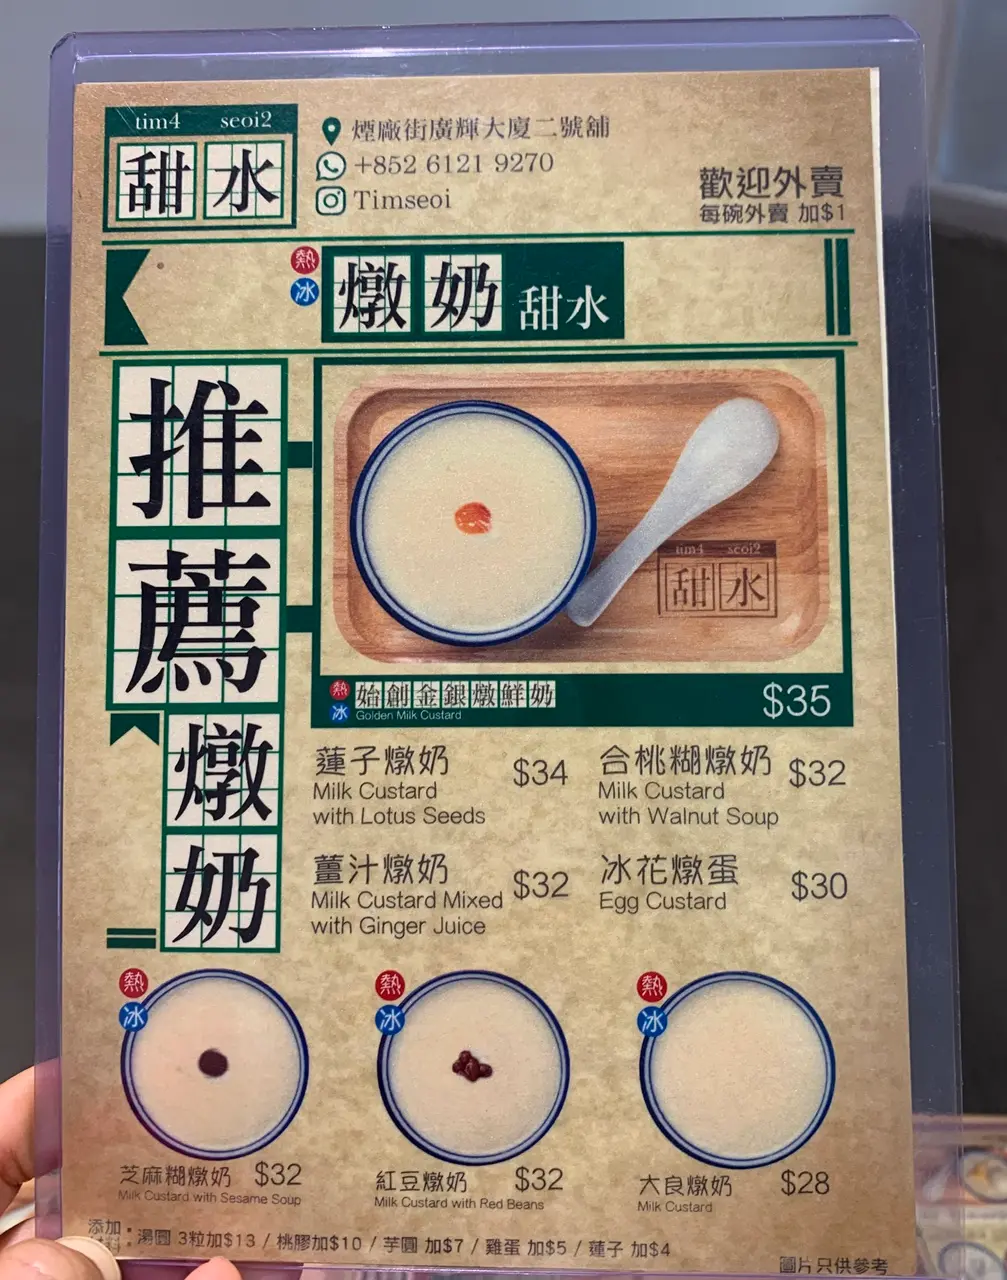 tim4 seoi2
甜水
煙廠街廣輝大廈二號舖
+852 6121 9270
Timseoi
歡迎外賣
每碗外賣 加$1
熱
冰
燉奶甜水
推薦
燉奶
tim4 seoi2
甜水
熱
冰
始創金銀燉鮮奶
Golden Milk Custard
$35
蓮子燉奶 $34
Milk Custard
with Lotus Seeds
合桃糊燉奶 $32
Milk Custard
with Walnut Soup
薑汁燉奶 $32
Milk Custard Mixed
with Ginger Juice
冰花燉蛋 $30
Egg Custard
熱
冰
芝麻糊燉奶 $32
Milk Custard with Sesame Soup
熱
冰
紅豆燉奶 $32
Milk Custard with Red Beans
熱
冰
大良燉奶 $28
Milk Custard
添加
湯圓 3粒加$13 / 桃膠加$10 / 芋圓 加$7 / 雞蛋 加$5 / 蓮子 加$4
圖片只供參考